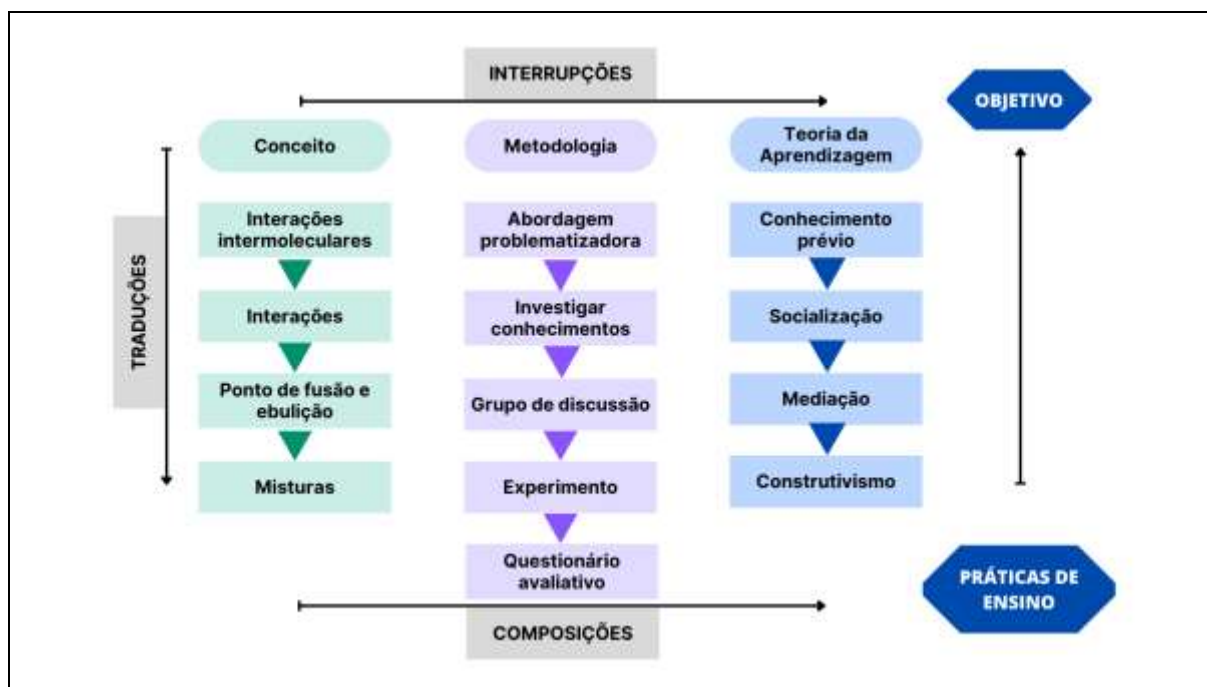 INTERRUPÇÕES
OBJETIVO
Conceito
Metodologia
Teoria da
Aprendizagem
TRADUÇÕES
Interações
intermoleculares
Abordagem
problematizadora
Conhecimento
prévio
Interações
Investigar
conhecimentos
Socialização
Ponto de fusão e
ebulição
Grupo de discussão
Mediação
Misturas
Experimento
Construtivismo
Questionário
avaliativo
PRÁTICAS DE
ENSINO
COMPOSIÇÕES